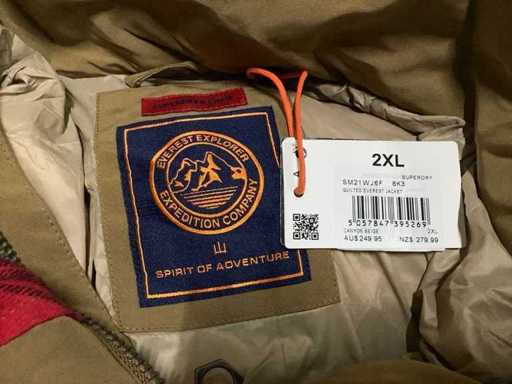 EVEREST EXPLORER
EXPEDITION COMPANY
山
SPIRIT OF ADVENTURE
2XL
SUPERDRY
SM21WJ6F 8K3
QUILTED EVEREST JACKET
5 057847 395269
CANYON BEIGE 2XL
AU$ 249.95 NZ$ 279.99